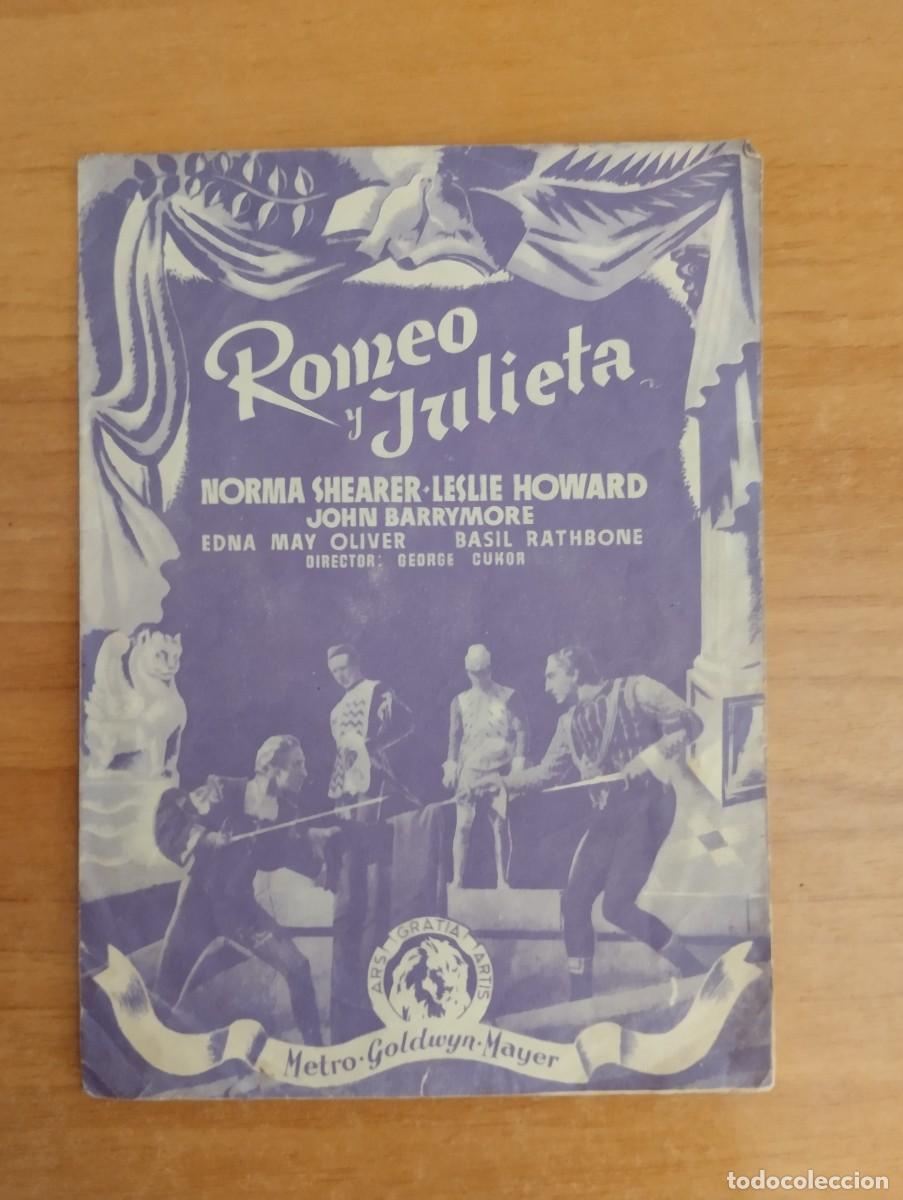 Romeo
y Julieta
NORMA SHEARER · LESLIE HOWARD
JOHN BARRYMORE
EDNA MAY OLIVER BASIL RATHBONE
DIRECTOR: GEORGE CUKOR
ARS GRATIA ARTIS
Metro · Goldwyn · Mayer
todocoleccion